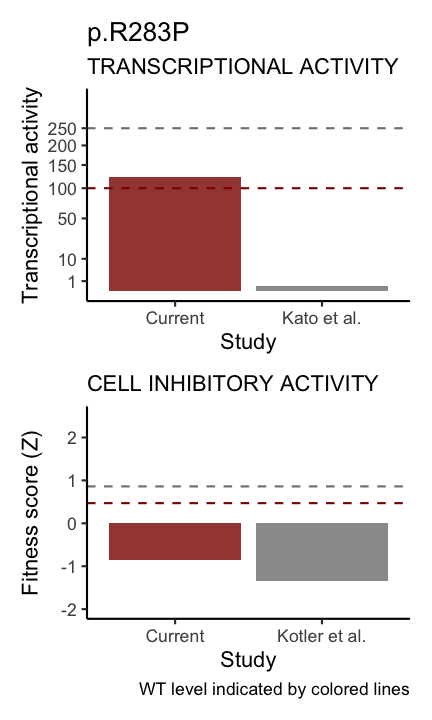 p.R283P
TRANSCRIPTIONAL ACTIVITY
Transcriptional activity
250
200
150
100
50
10
1
Current
Kato et al.
Study
CELL INHIBITORY ACTIVITY
Fitness score (Z)
2
1
0
-1
-2
Current
Kotler et al.
Study
WT level indicated by colored lines